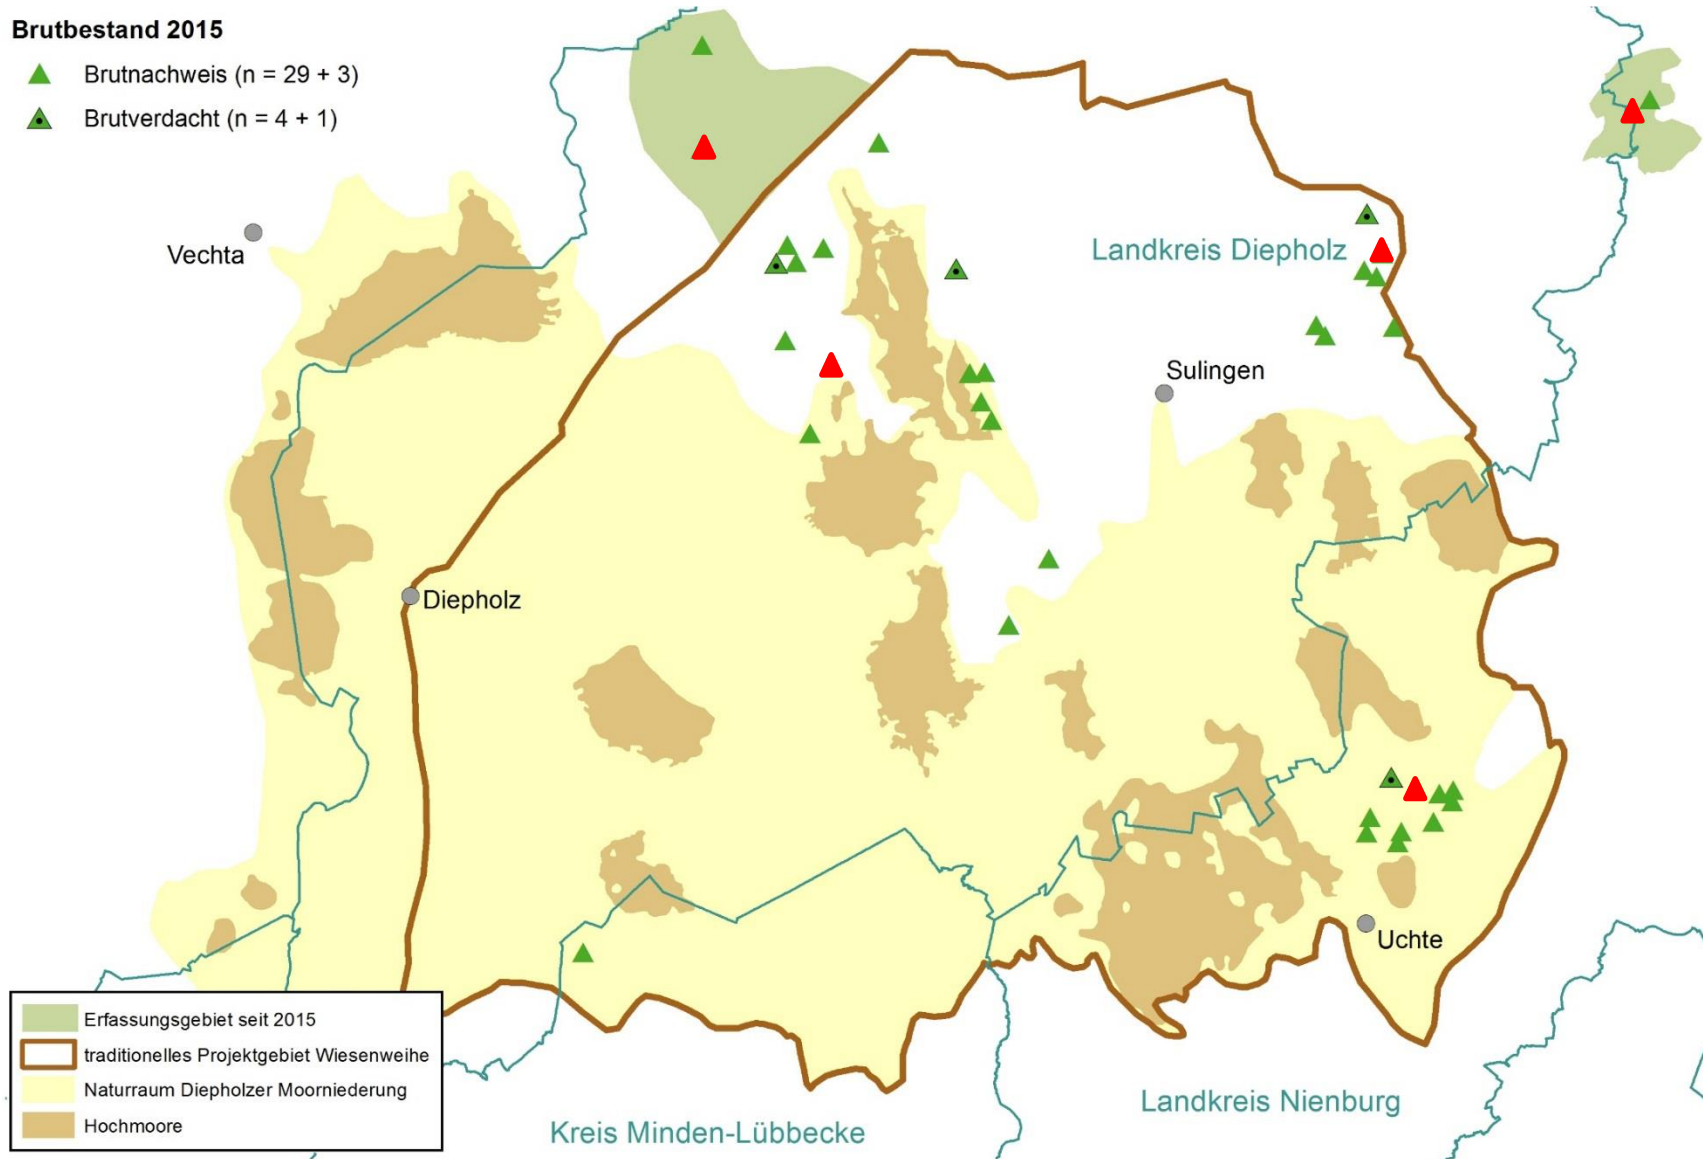 Brutbestand 2015
Brutnachweis (n = 29 + 3)
Brutverdacht (n = 4 + 1)
Vechta
Landkreis Diepholz
Sulingen
Diepholz
Uchte
Erfassungsgebiet seit 2015
traditionelles Projektgebiet Wiesenweihe
Naturraum Diepholzer Moorniederung
Hochmoore
Landkreis Nienburg
Kreis Minden-Lübbecke